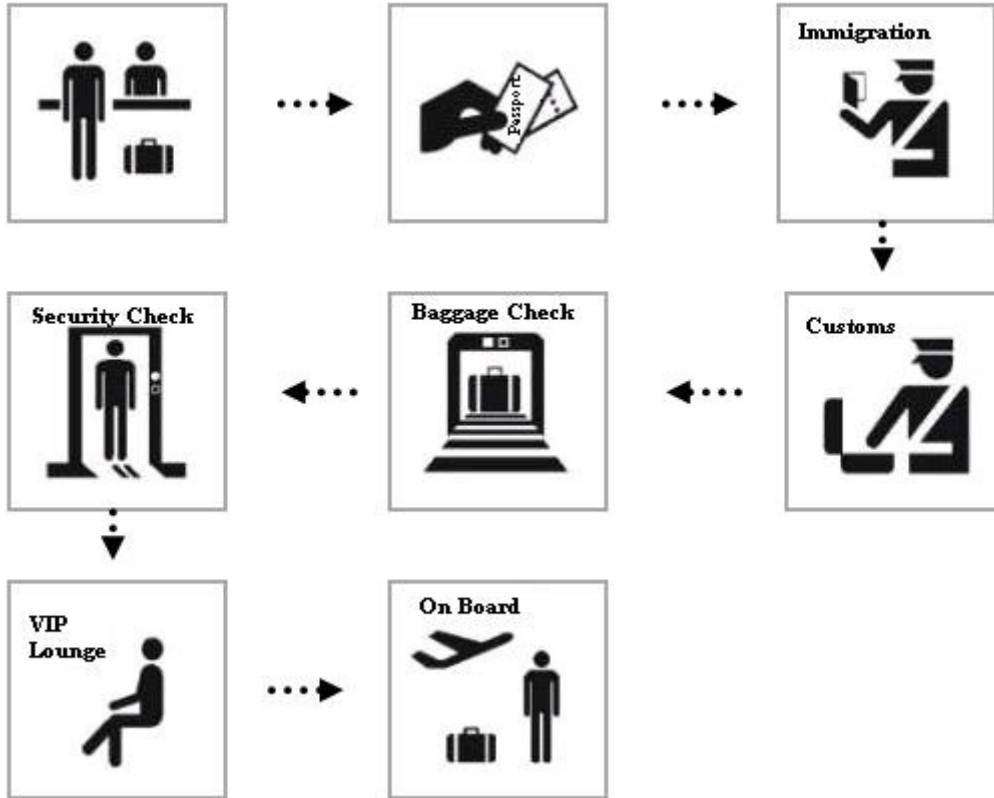 Passport
Immigration
Customs
Baggage Check
Security Check
VIP
Lounge
On Board